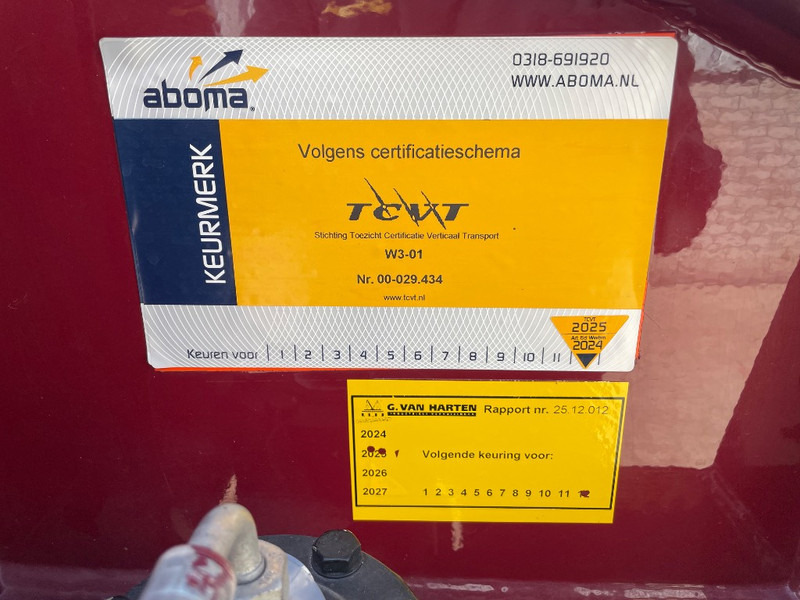 aboma
0318-691920
WWW.ABOMA.NL
KEURMERK
Volgens certificatieschema
TCVT
Stichting Toezicht Certificatie Verticaal Transport
W3-01
Nr. 00-029.434
www.tcvt.nl
Keuren voor 1 2 3 4 5 6 7 8 9 10 11
TCVT
2025
2024
G. VAN HARTEN Rapport nr. 25.12.012
2024
2025
Volgende keuring voor:
2026
2027 1 2 3 4 5 6 7 8 9 10 11 12